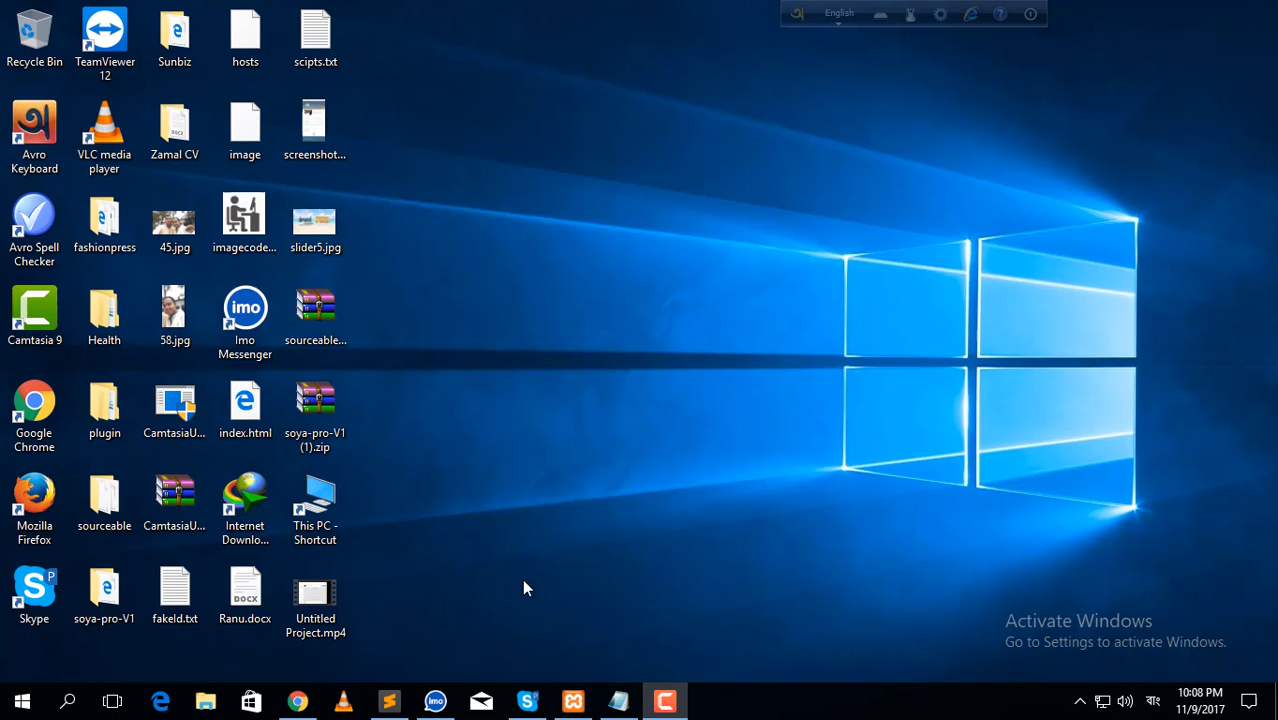 English
Recycle Bin
TeamViewer
12
Sunbiz
hosts
scipts.txt
Avro
Keyboard
VLC media
player
Zamal CV
image
screenshot...
Avro Spell
Checker
fashionpress
45.jpg
imagecode...
slider5.jpg
Camtasia 9
Health
58.jpg
imo
Imo
Messenger
sourceable...
Google
Chrome
plugin
CamtasiaU...
index.html
soya-pro-V1
(1).zip
Mozilla
Firefox
sourceable
CamtasiaU...
Internet
Downlo...
This PC -
Shortcut
Skype
soya-pro-V1
fakeId.txt
DOCX
Ranu.docx
Untitled
Project.mp4
Activate Windows
Go to Settings to activate Windows.
imo
বাং
10:08 PM
11/9/2017